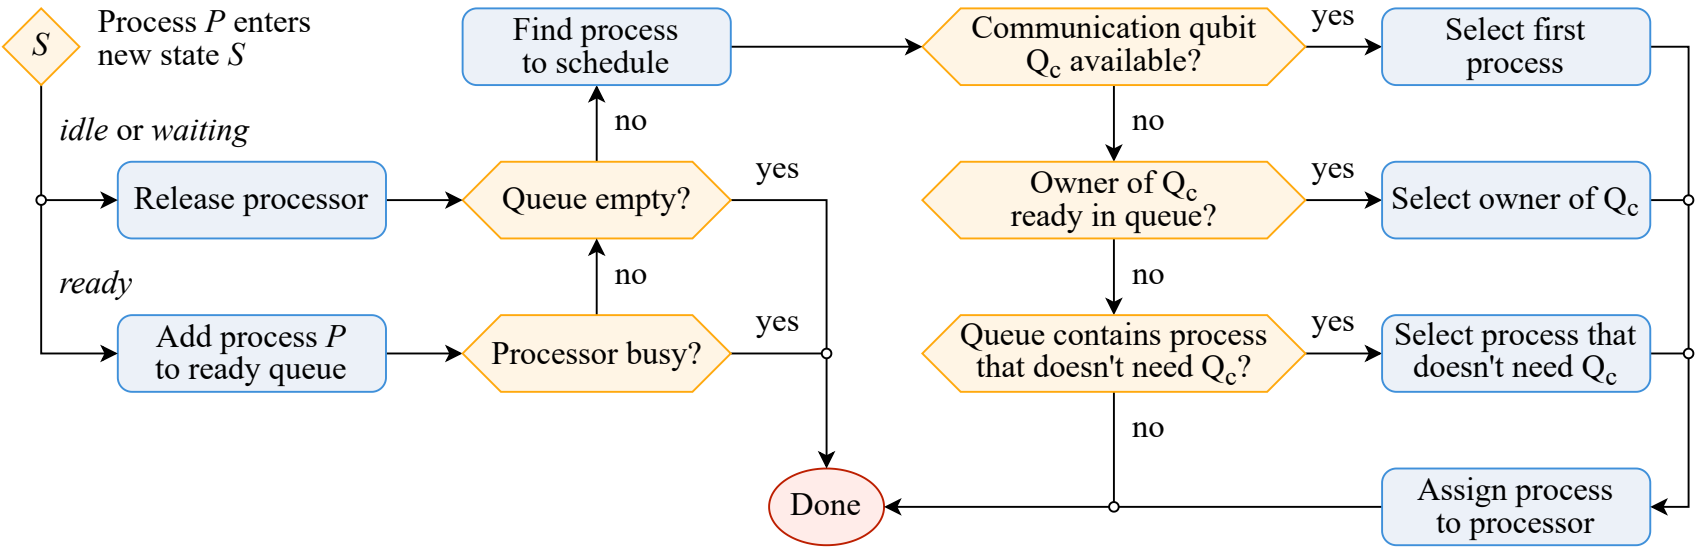 S
Process P enters
new state S
idle or waiting
Release processor
ready
Add process P
to ready queue
Find process
to schedule
no
Queue empty?
yes
no
Processor busy?
yes
Done
Communication qubit
Qc available?
yes
Select first
process
no
Owner of Qc
ready in queue?
yes
Select owner of Qc
no
Queue contains process
that doesn't need Qc?
yes
Select process that
doesn't need Qc
no
Assign process
to processor